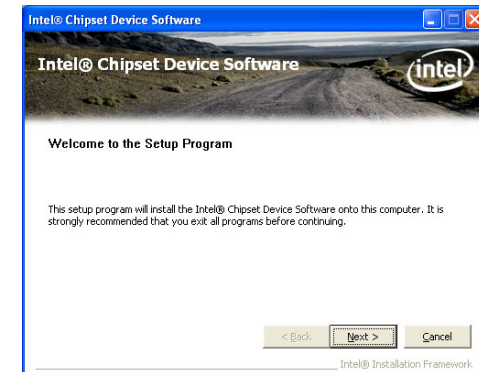 Intel® Chipset Device Software
Intel® Chipset Device Software
intel
Welcome to the Setup Program
This setup program will install the Intel® Chipset Device Software onto this computer. It is
strongly recommended that you exit all programs before continuing.
< Back Next > Cancel
Intel® Installation Framework